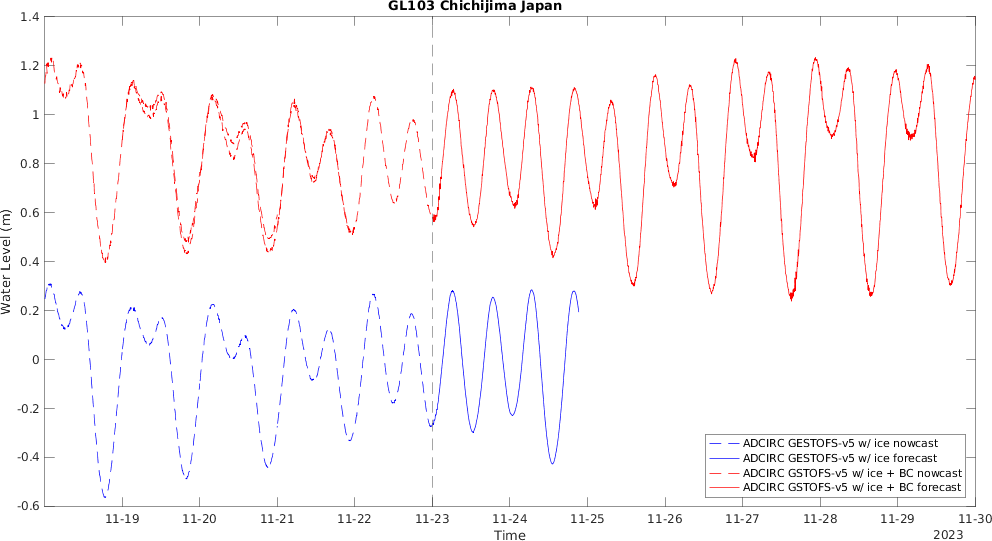 GL103 Chichijima Japan
1.4
1.2
1
0.8
0.6
0.4
0.2
0
-0.2
-0.4
-0.6
Water Level (m)
ADCIRC GESTOFS-v5 w/ ice nowcast
ADCIRC GESTOFS-v5 w/ ice forecast
ADCIRC GSTOFS-v5 w/ ice + BC nowcast
ADCIRC GSTOFS-v5 w/ ice + BC forecast
11-19 11-20 11-21 11-22 11-23 11-24 11-25 11-26 11-27 11-28 11-29 11-30
Time
2023